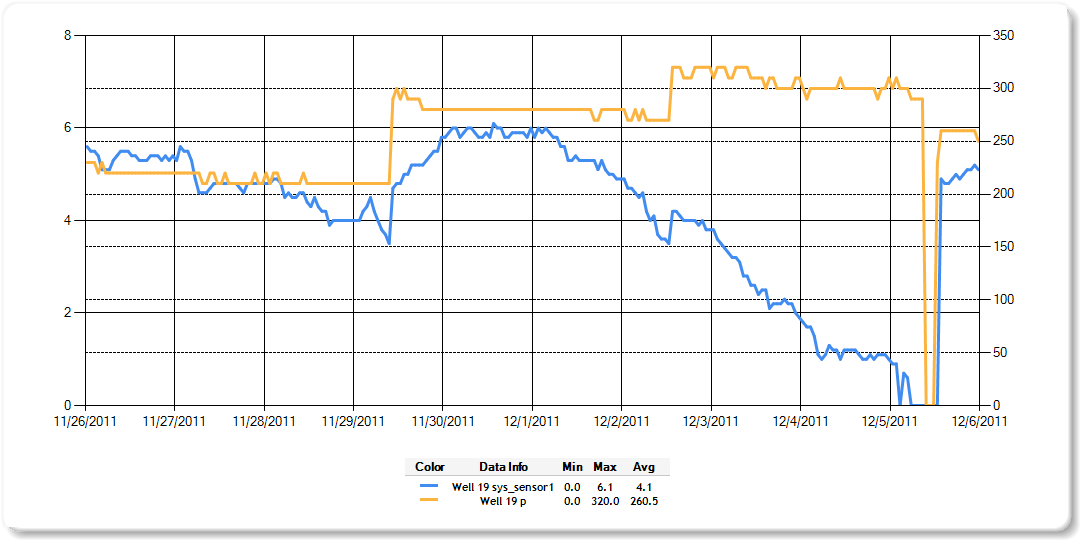 8 350
300
6 250
200
4 150
2 100
50
0 0
11/26/2011 11/27/2011 11/28/2011 11/29/2011 11/30/2011 12/1/2011 12/2/2011 12/3/2011 12/4/2011 12/5/2011 12/6/2011
Color Data Info Min Max Avg
Well 19 sys_sensor1 0.0 6.1 4.1
Well 19 p 0.0 320.0 260.5